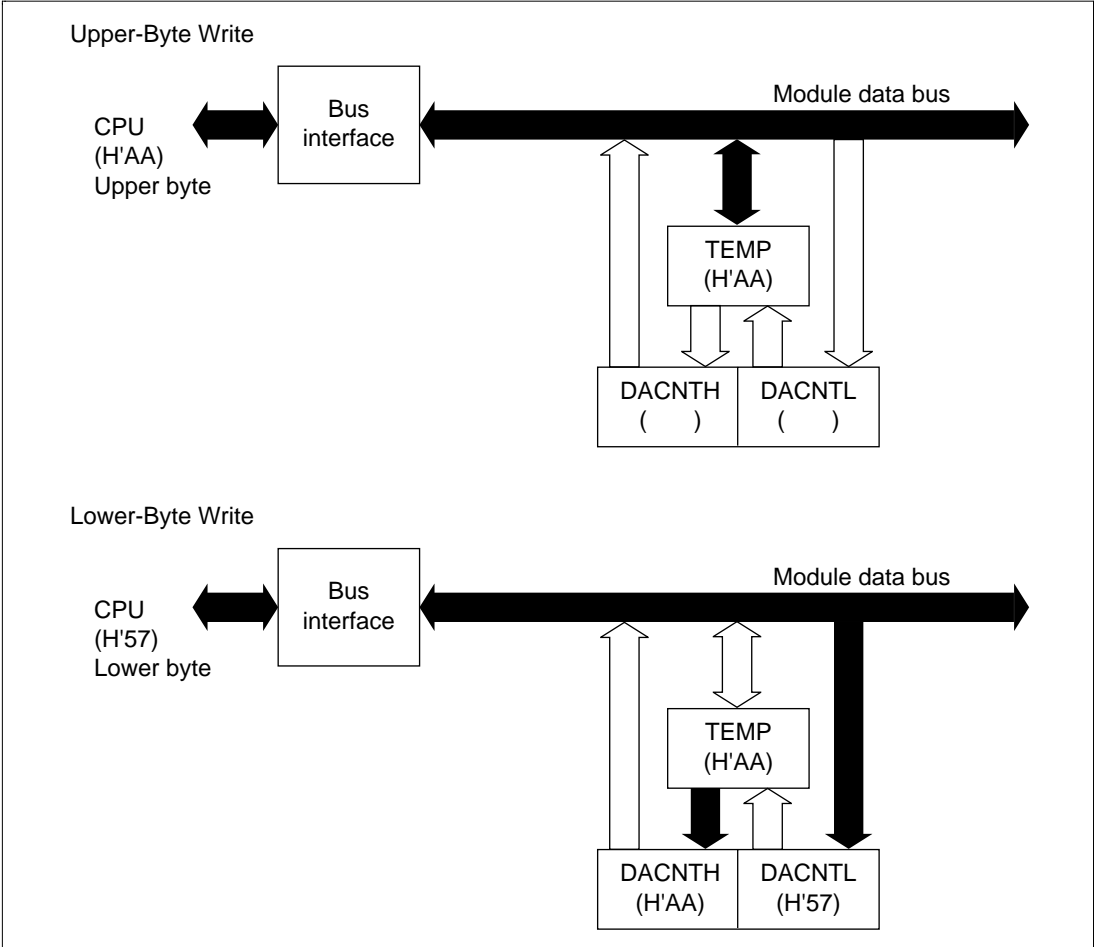 Upper-Byte Write
CPU
(H'AA)
Upper byte
Bus
interface
Module data bus
TEMP
(H'AA)
DACNTH
(      )
DACNTL
(      )
Lower-Byte Write
CPU
(H'57)
Lower byte
Bus
interface
Module data bus
TEMP
(H'AA)
DACNTH
(H'AA)
DACNTL
(H'57)